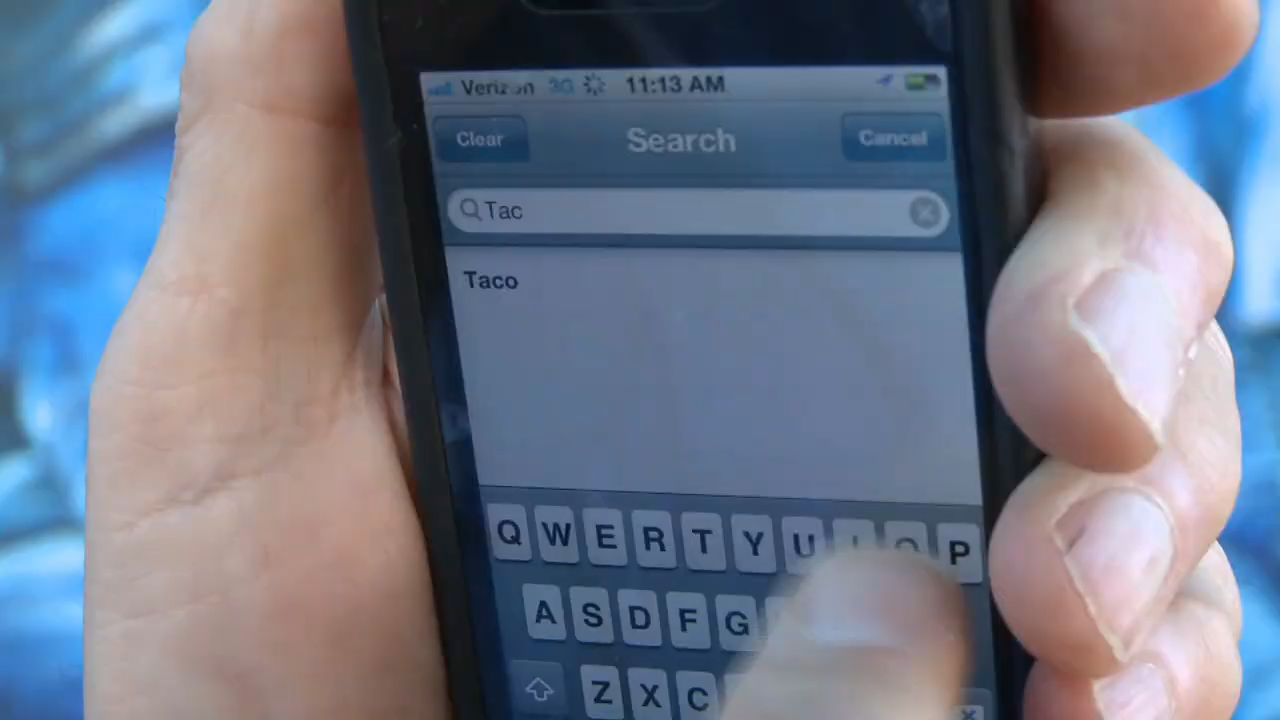 Verizon 3G 11:13 AM
Clear Search Cancel
Tac
Taco
Q W E R T Y U I O P
A S D F G
Z X C